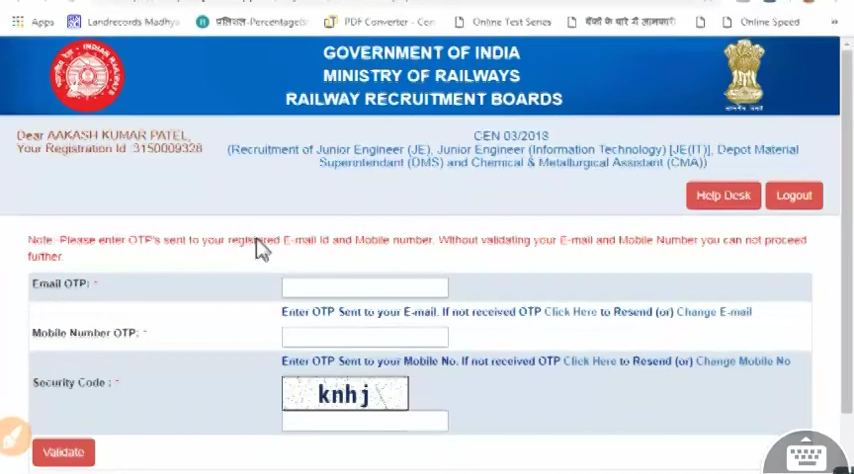 Apps Landrecords Madhya प्रतिशत-Percentages PDF Converter - Con Online Test Series बैंकों के बारे में जानकारी Online Speed »
GOVERNMENT OF INDIA
MINISTRY OF RAILWAYS
RAILWAY RECRUITMENT BOARDS
Dear AAKASH KUMAR PATEL,
Your Registration Id :3150009328
CEN 03/2018
(Recruitment of Junior Engineer (JE), Junior Engineer (Information Technology) [JE(IT)], Depot Material
Superintendant (DMS) and Chemical & Metallurgical Assistant (CMA))
Help Desk Logout
Note -Please enter OTP's sent to your registered E-mail Id and Mobile number. Without validating your E-mail and Mobile Number you can not proceed
further.
Email OTP: *
Enter OTP Sent to your E-mail. If not received OTP Click Here to Resend (or) Change E-mail
Mobile Number OTP: *
Enter OTP Sent to your Mobile No. If not received OTP Click Here to Resend (or) Change Mobile No
Security Code : *
knhj
Validate